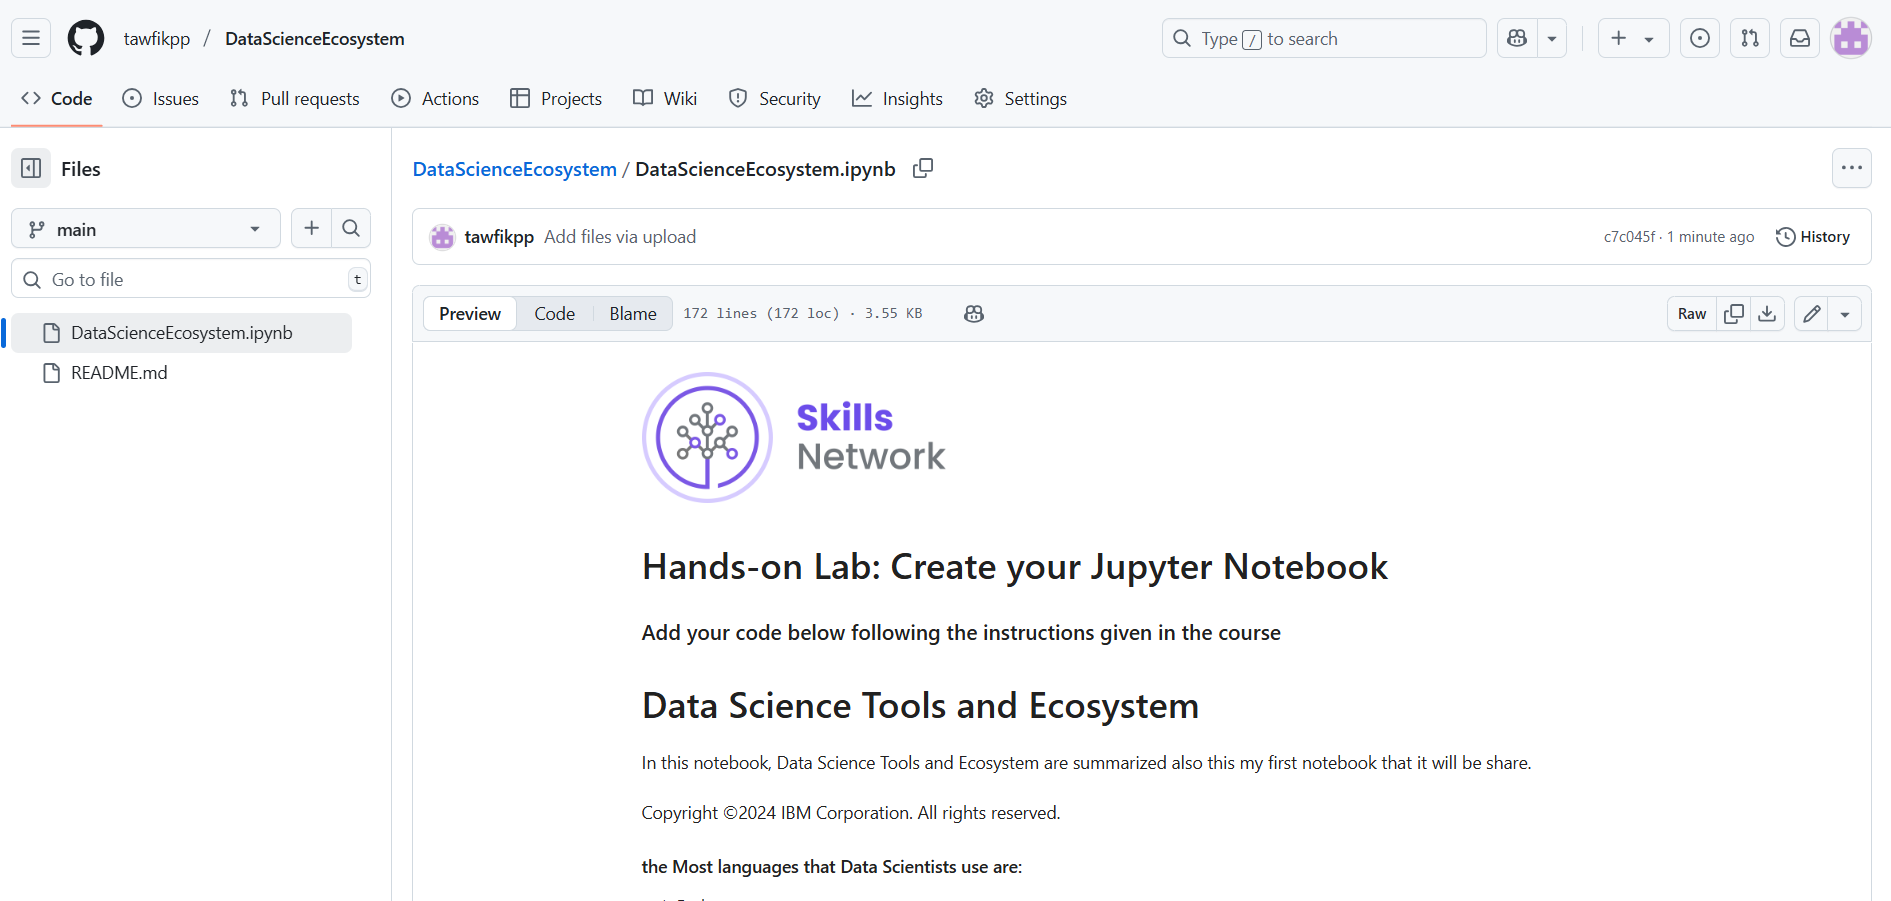 tawfikpp / DataScienceEcosystem
Type / to search
Code Issues Pull requests Actions Projects Wiki Security Insights Settings
Files
main
Go to file t
DataScienceEcosystem.ipynb
README.md
DataScienceEcosystem / DataScienceEcosystem.ipynb
tawfikpp Add files via upload
c7c045f · 1 minute ago History
Preview Code Blame 172 lines (172 loc) · 3.55 KB
Raw
Skills
Network
Hands-on Lab: Create your Jupyter Notebook
Add your code below following the instructions given in the course
Data Science Tools and Ecosystem
In this notebook, Data Science Tools and Ecosystem are summarized also this my first notebook that it will be share.
Copyright ©2024 IBM Corporation. All rights reserved.
the Most languages that Data Scientists use are: